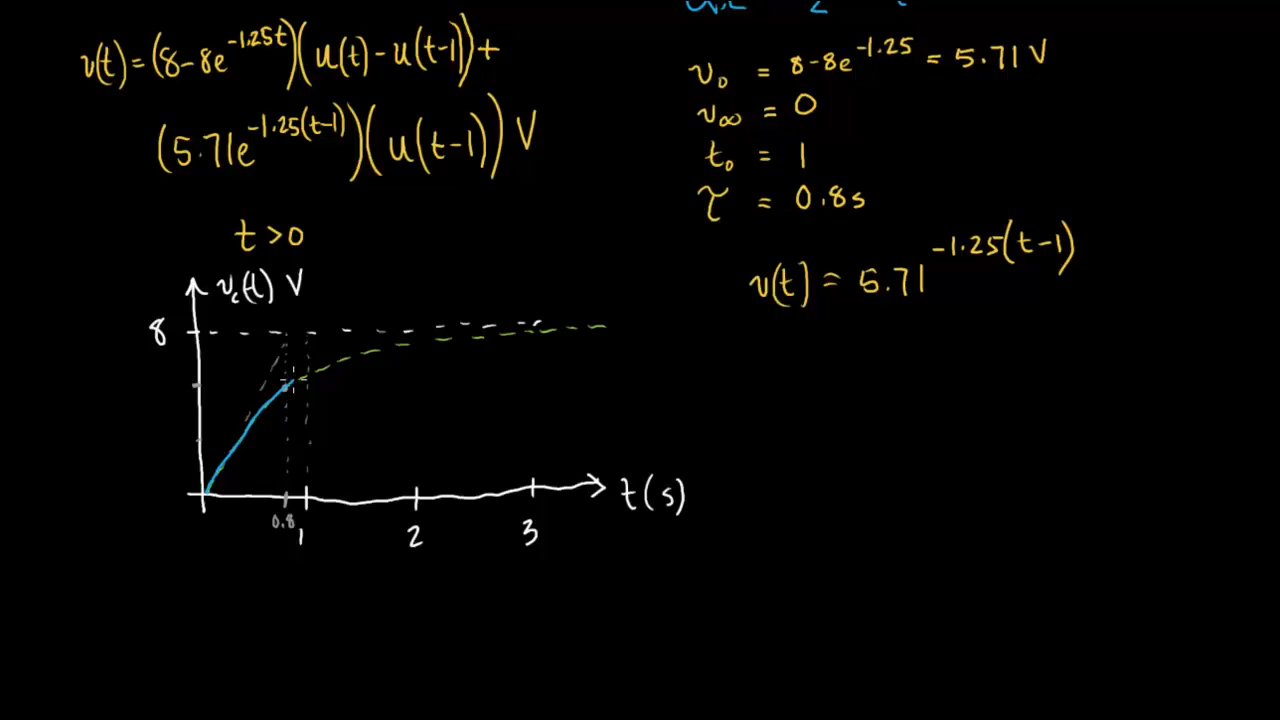 v(t) = (8-8e^-1.25t)(u(t) - u(t-1)) +
(5.71e^-1.25(t-1))(u(t-1)) V
t > 0
v_c(t) V
8
0.8
1
2
3
t(s)
v_0 = 8-8e^-1.25 = 5.71 V
v_∞ = 0
t_0 = 1
τ = 0.8s
v(t) = 5.71^-1.25(t-1)